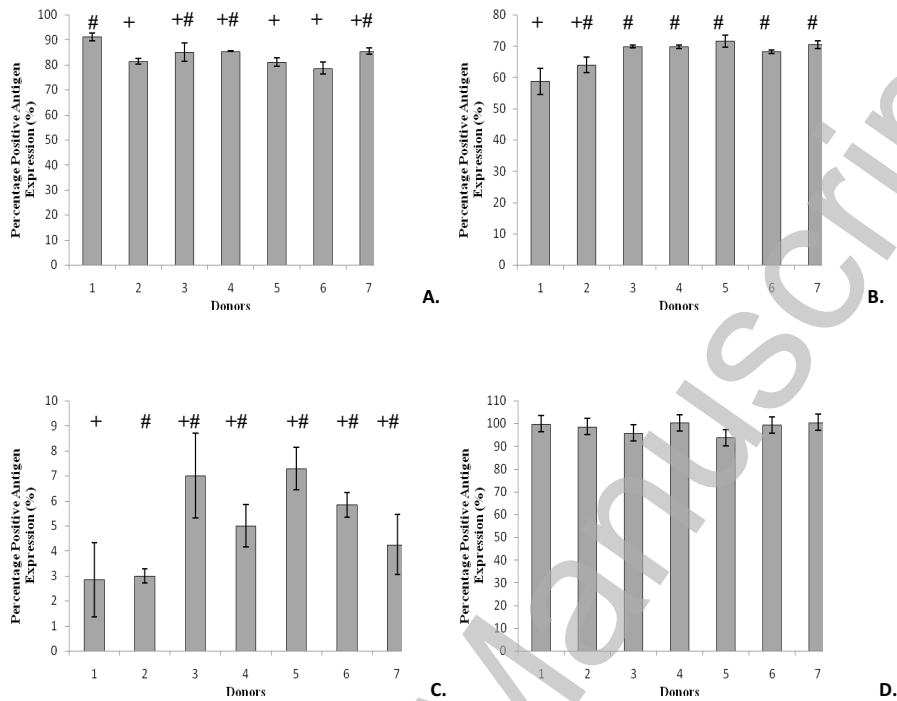 Percentage Positive Antigen
Expression (%)
100
90
80
70
60
50
40
30
20
10
0
# + +# +# + + +#
1 2 3 4 5 6 7
Donors
A.
Percentage Positive Antigen
Expression (%)
80
70
60
50
40
30
20
10
0
+ +# # # # # #
1 2 3 4 5 6 7
Donors
B.
Percentage Positive Antigen
Expression (%)
10
9
8
7
6
5
4
3
2
1
0
+ # +# +# +# +# +#
1 2 3 4 5 6 7
Donors
C.
Percentage Positive Antigen
Expression (%)
110
100
90
80
70
60
50
40
30
20
10
0
1 2 3 4 5 6 7
Donors
D.
Manuscrip